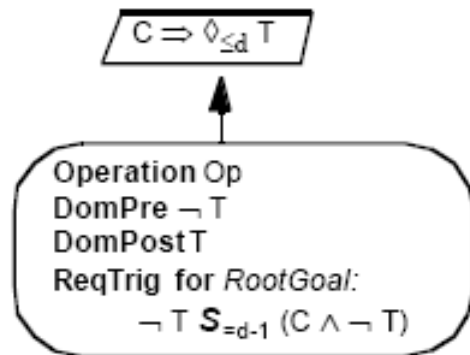 C ⇒ ◊≤d T
Operation Op
DomPre ¬ T
DomPost T
ReqTrig for RootGoal:
¬ T S=d-1 (C ∧ ¬ T)